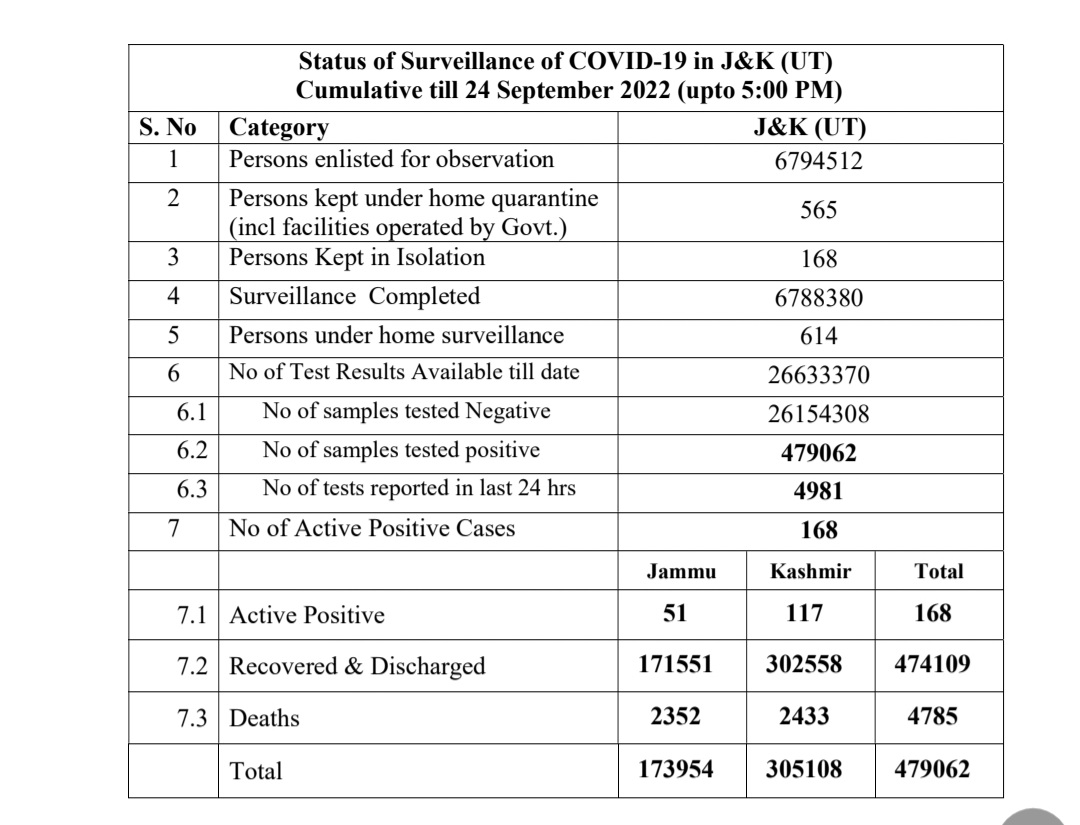 Status of Surveillance of COVID-19 in J&K (UT)
Cumulative till 24 September 2022 (upto 5:00 PM)
S. No Category J&K (UT)
1 Persons enlisted for observation 6794512
2 Persons kept under home quarantine
(incl facilities operated by Govt.) 565
3 Persons Kept in Isolation 168
4 Surveillance Completed 6788380
5 Persons under home surveillance 614
6 No of Test Results Available till date 26633370
6.1 No of samples tested Negative 26154308
6.2 No of samples tested positive 479062
6.3 No of tests reported in last 24 hrs 4981
7 No of Active Positive Cases 168
Jammu Kashmir Total
7.1 Active Positive 51 117 168
7.2 Recovered & Discharged 171551 302558 474109
7.3 Deaths 2352 2433 4785
Total 173954 305108 479062